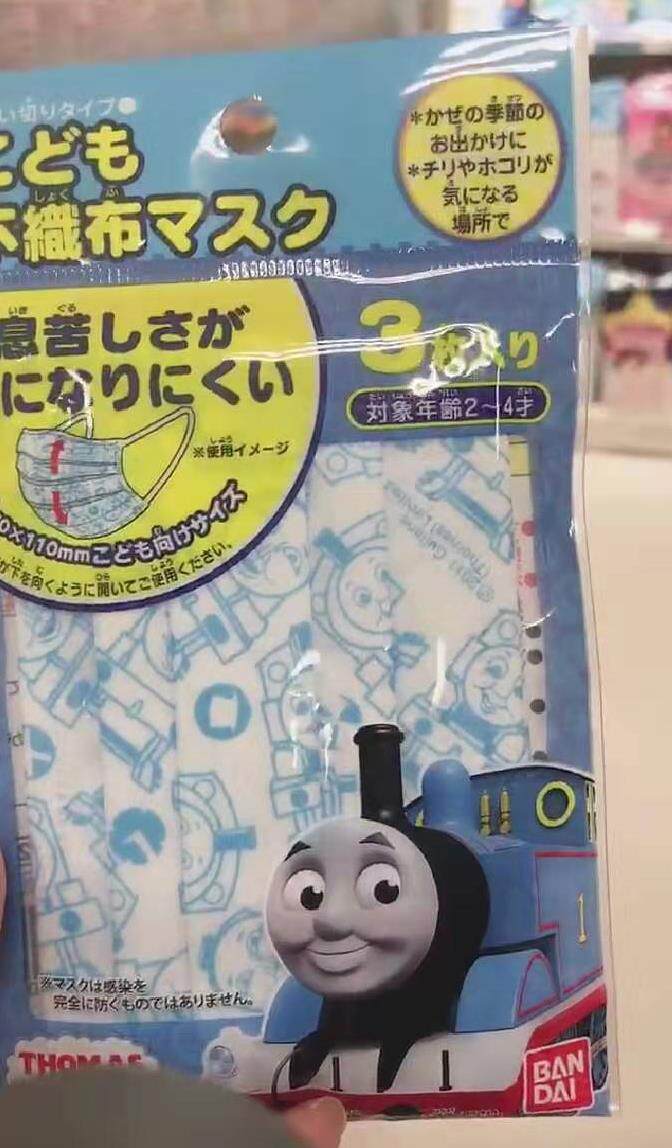 い切りタイプ
こども
不織布マスク
＊かぜの季節の
お出かけに
＊チリやホコリが
気になる
場所で
息苦しさが
になりにくい
※使用イメージ
0×110mmこども向けサイズ
が下を向くように開いてご使用ください。
3枚入り
対象年齢2～4才
※マスクは感染を
完全に防ぐものではありません。
THOMAS
1
BAN
DAI